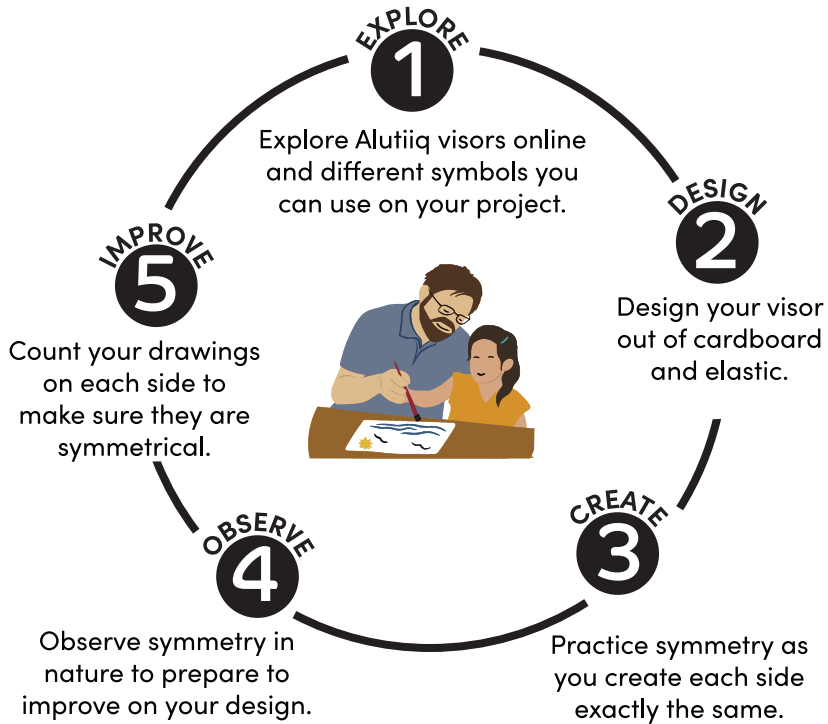 EXPLORE
1
Explore Alutiiq visors online
and different symbols you
can use on your project.
DESIGN
2
Design your visor
out of cardboard
and elastic.
CREATE
3
Practice symmetry as
you create each side
exactly the same.
OBSERVE
4
Observe symmetry in
nature to prepare to
improve on your design.
IMPROVE
5
Count your drawings
on each side to
make sure they are
symmetrical.